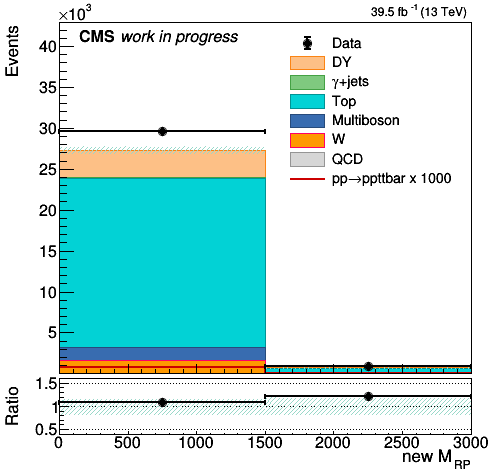 ×10³
39.5 fb⁻¹ (13 TeV)
CMS work in progress
Events
40
35
30
25
20
15
10
5
Data
DY
γ+jets
Top
Multiboson
W
QCD
pp→ppttbar x 1000
Ratio
1.5
1
0.5
0 500 1000 1500 2000 2500 3000
new M_RP